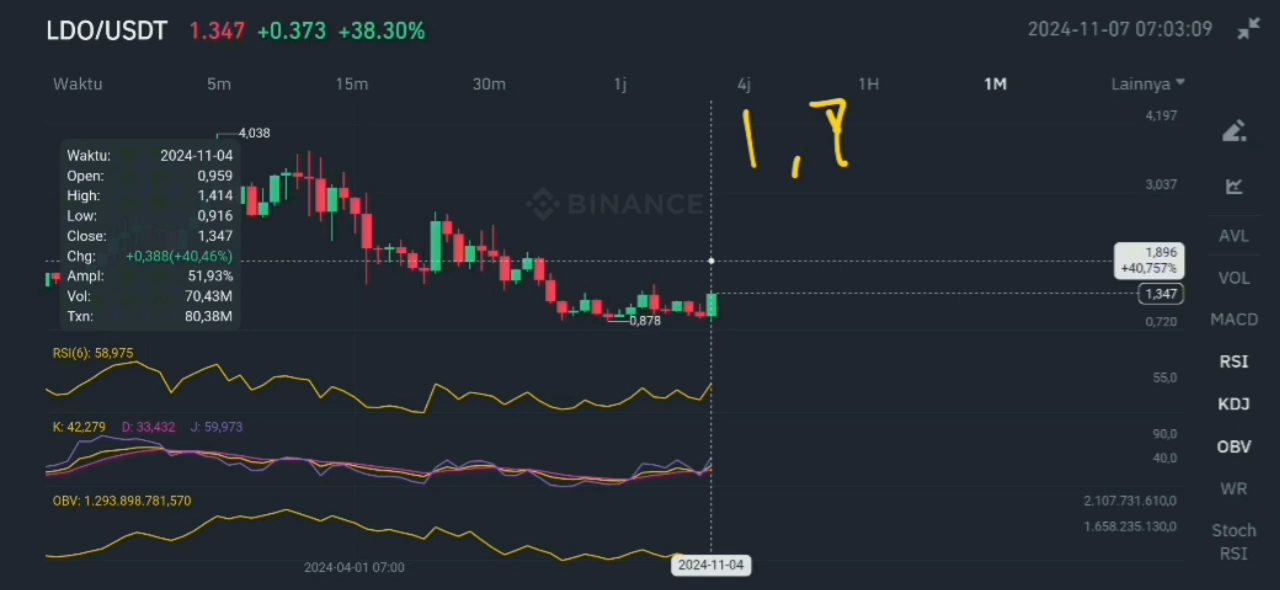 LDO/USDT 1.347 +0.373 +38.30% 2024-11-07 07:03:09
Waktu 5m 15m 30m 1j 4j 1H 1M Lainnya
4,197
4,038
1,8
Waktu: 2024-11-04
Open: 0,959
High: 1,414
Low: 0,916
Close: 1,347
Chg: +0,388(+40,46%)
Ampl: 51,93%
Vol: 70,43M
Txn: 80,38M
BINANCE
3,037
1,896
+40,757%
1,347
0,878
0,720
AVL
VOL
MACD
RSI
KDJ
OBV
WR
Stoch
RSI
RSI(6): 58,975
55,0
K: 42,279 D: 33,432 J: 59,973
90,0
40,0
OBV: 1.293.898.781,570
2.107.731.610,0
1.658.235.130,0
2024-04-01 07:00
2024-11-04